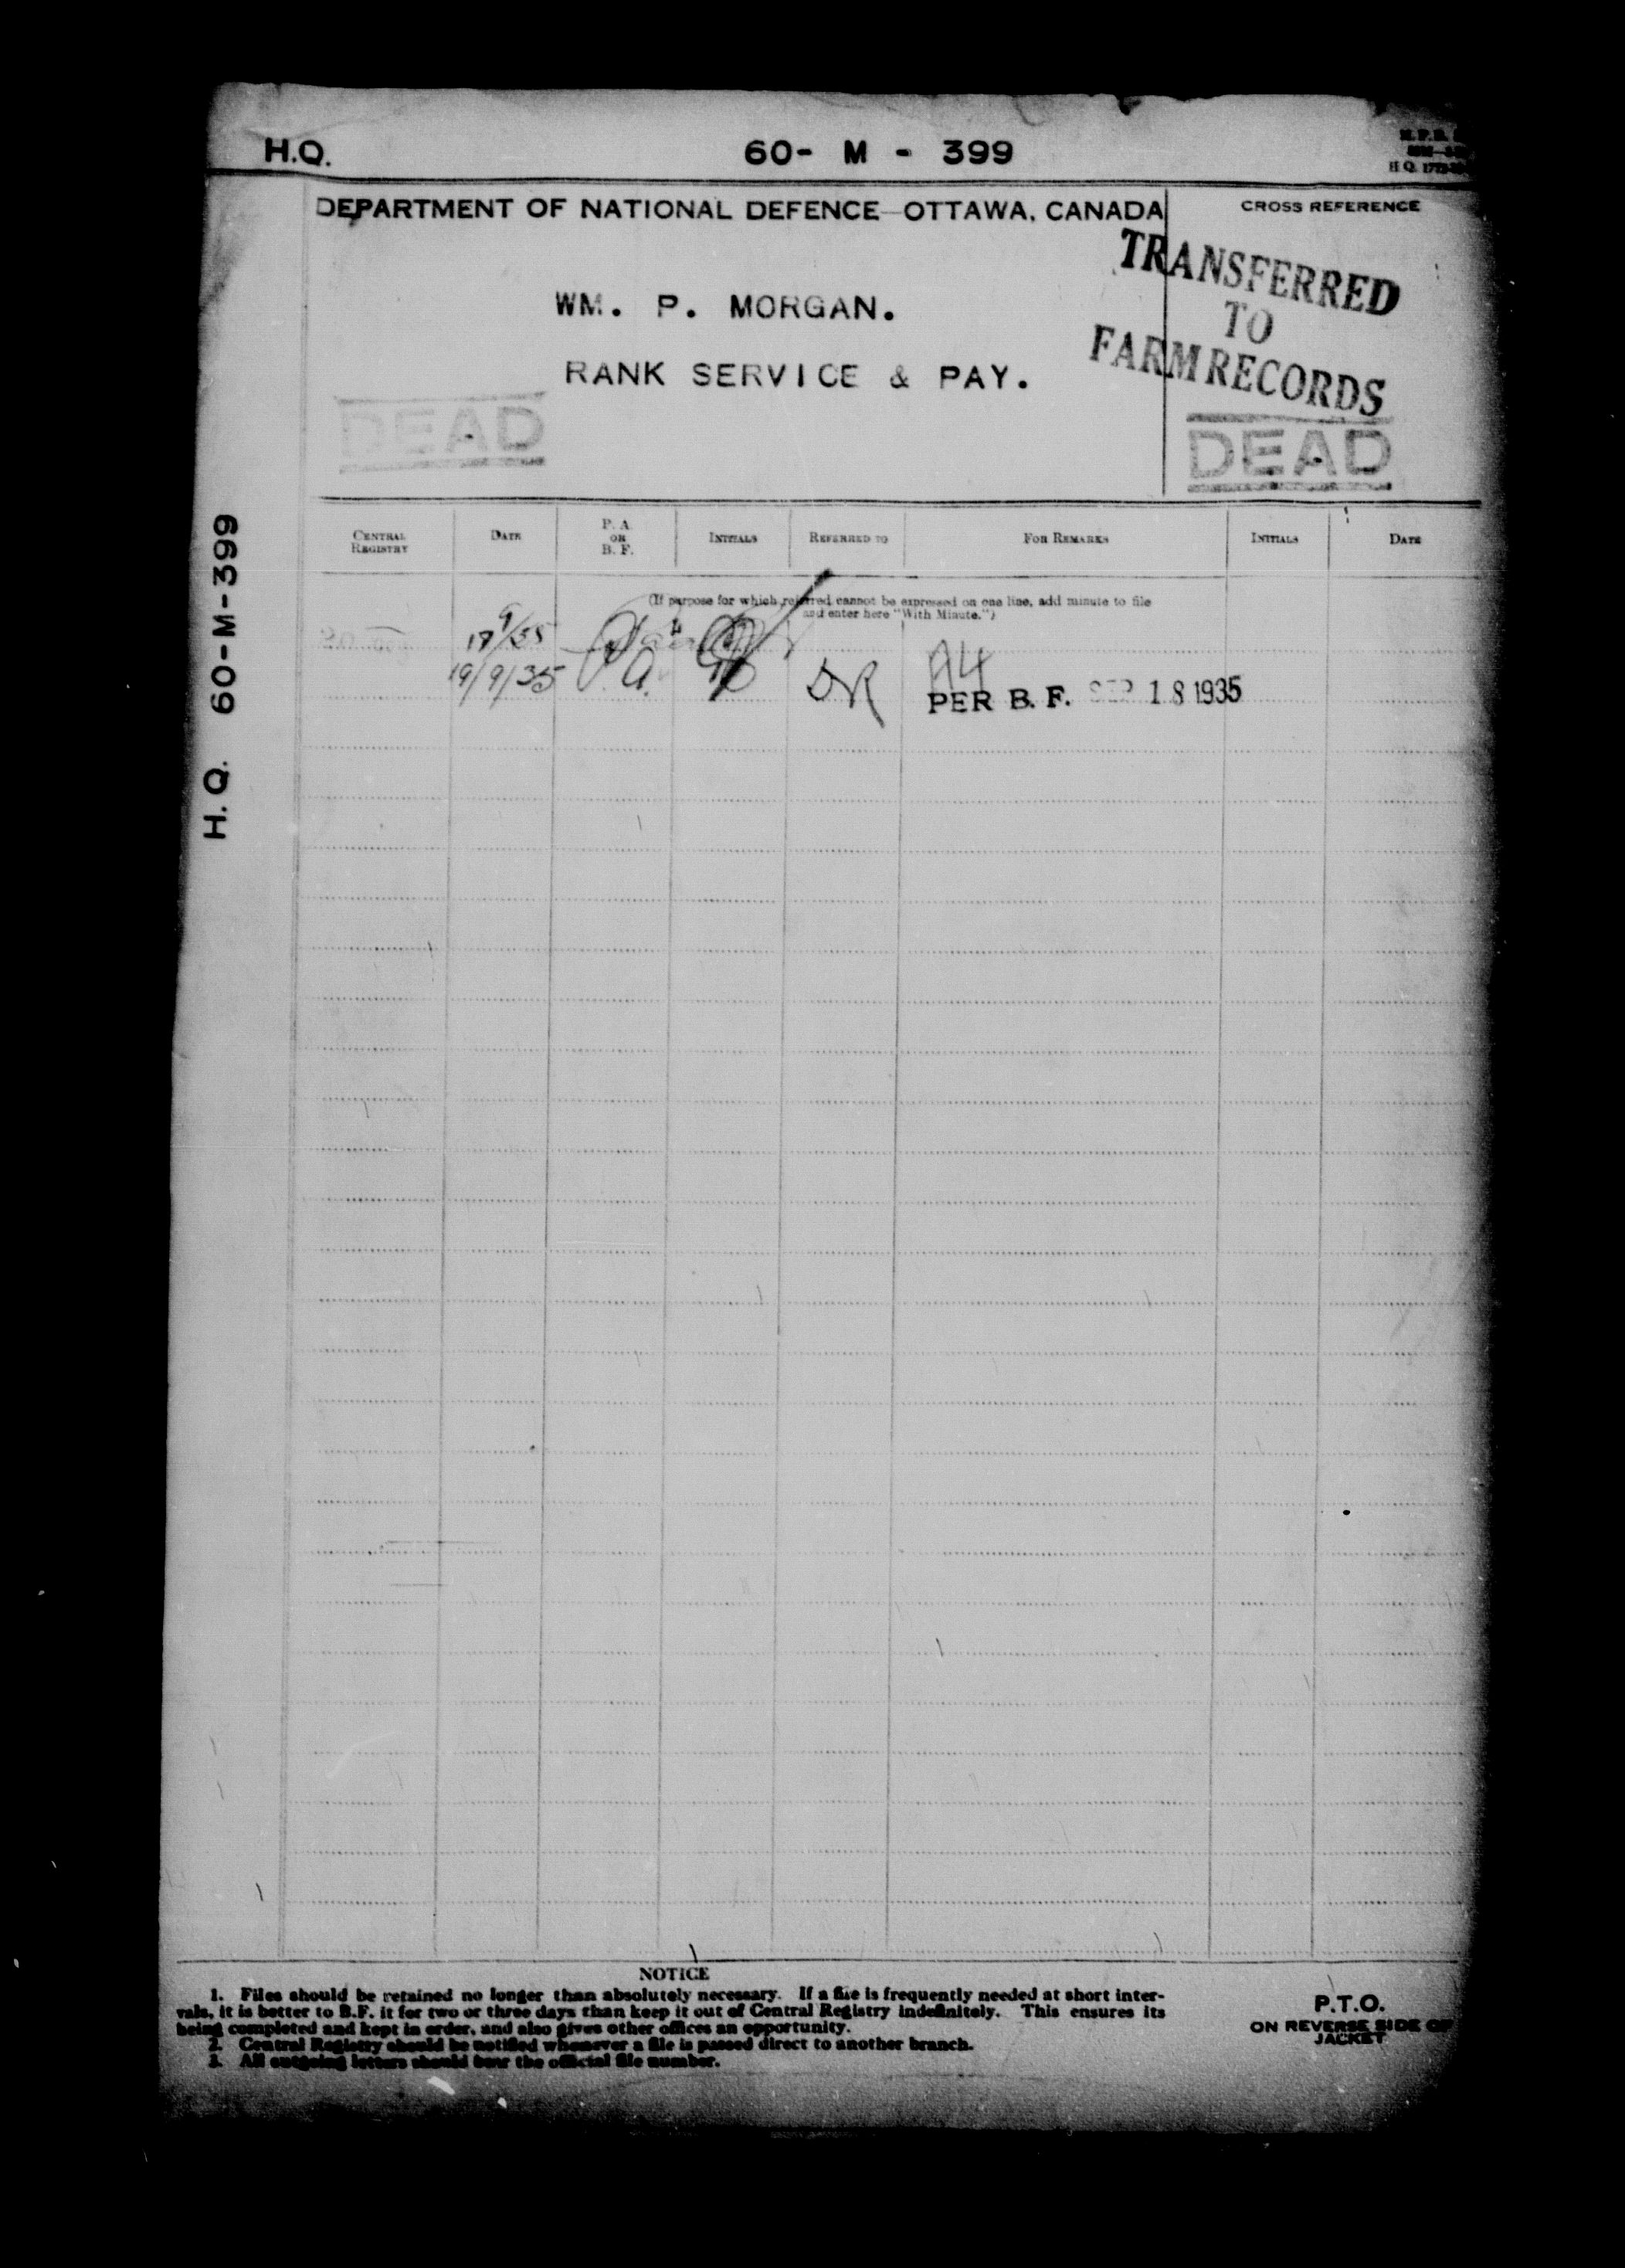 H.Q.
60- M - 399
DEPARTMENT OF NATIONAL DEFENCE—OTTAWA, CANADA
CROSS REFERENCE
TRANSFERRED
TO
FARM RECORDS
WM. P. MORGAN.
RANK SERVICE & PAY.
DEAD
DEAD
H.Q. 60-M-399
CENTRAL REGISTRY
DATE
P. A. OR B. F.
INITIALS
REFERRED TO
FOR REMARKS
INITIALS
DATE
(If purpose for which referred cannot be expressed on one line, add minute to file
and enter here "With Minute.")
19/9/35 P.A. DR A4
PER B. F. SEP 18 1935
NOTICE
1. Files should be retained no longer than absolutely necessary. If a file is frequently needed at short inter-
vals, it is better to B.F. it for two or three days than keep it out of Central Registry indefinitely. This ensures its
being completed and kept in order, and also gives other offices an opportunity.
2. Central Registry should be notified whenever a file is passed direct to another branch.
3. All outgoing letters should bear the official file number.
P.T.O.
ON REVERSE SIDE OF
JACKET